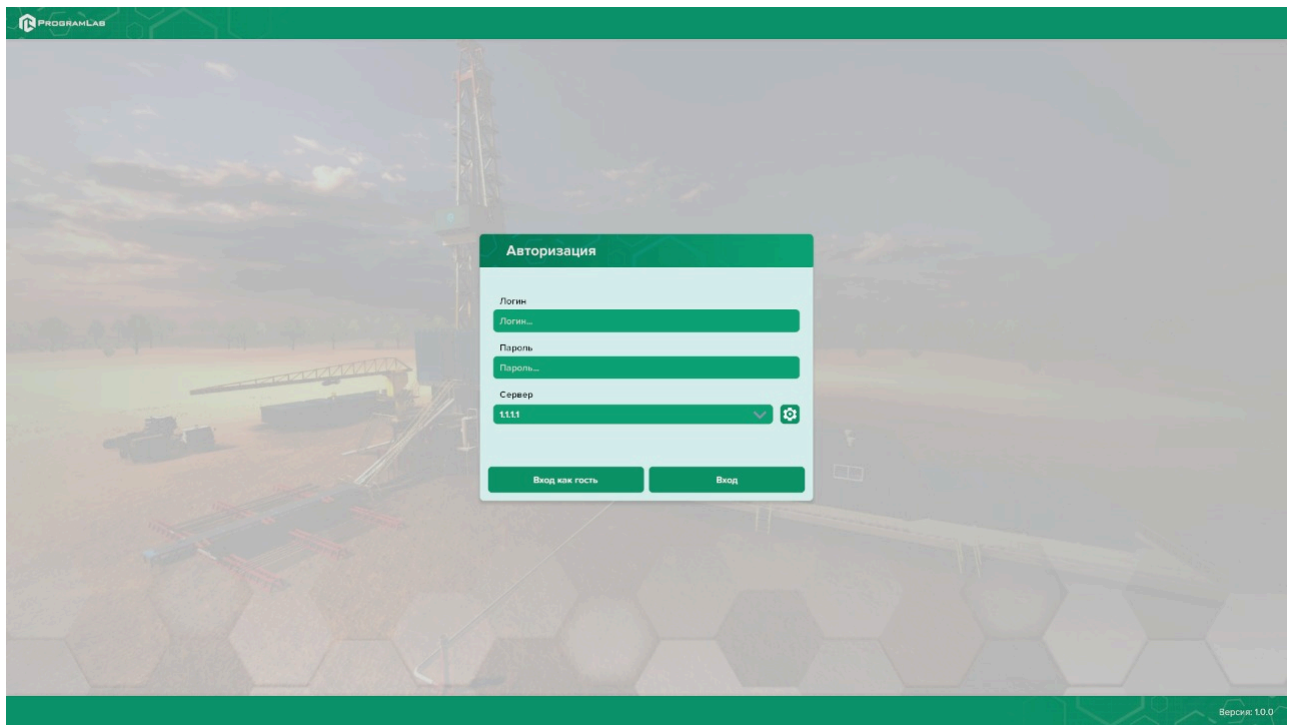 PROGRAMLAB
Авторизация
Логин
Логин...
Пароль
Пароль...
Сервер
1.1.1.1
Вход как гость
Вход
Версия: 1.0.0